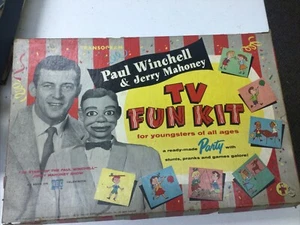 TRANSOGRAM
Paul Winchell
& Jerry Mahoney
TV
FUN KIT
for youngsters of all ages
a ready-made Party with
stunts, pranks and games galore!